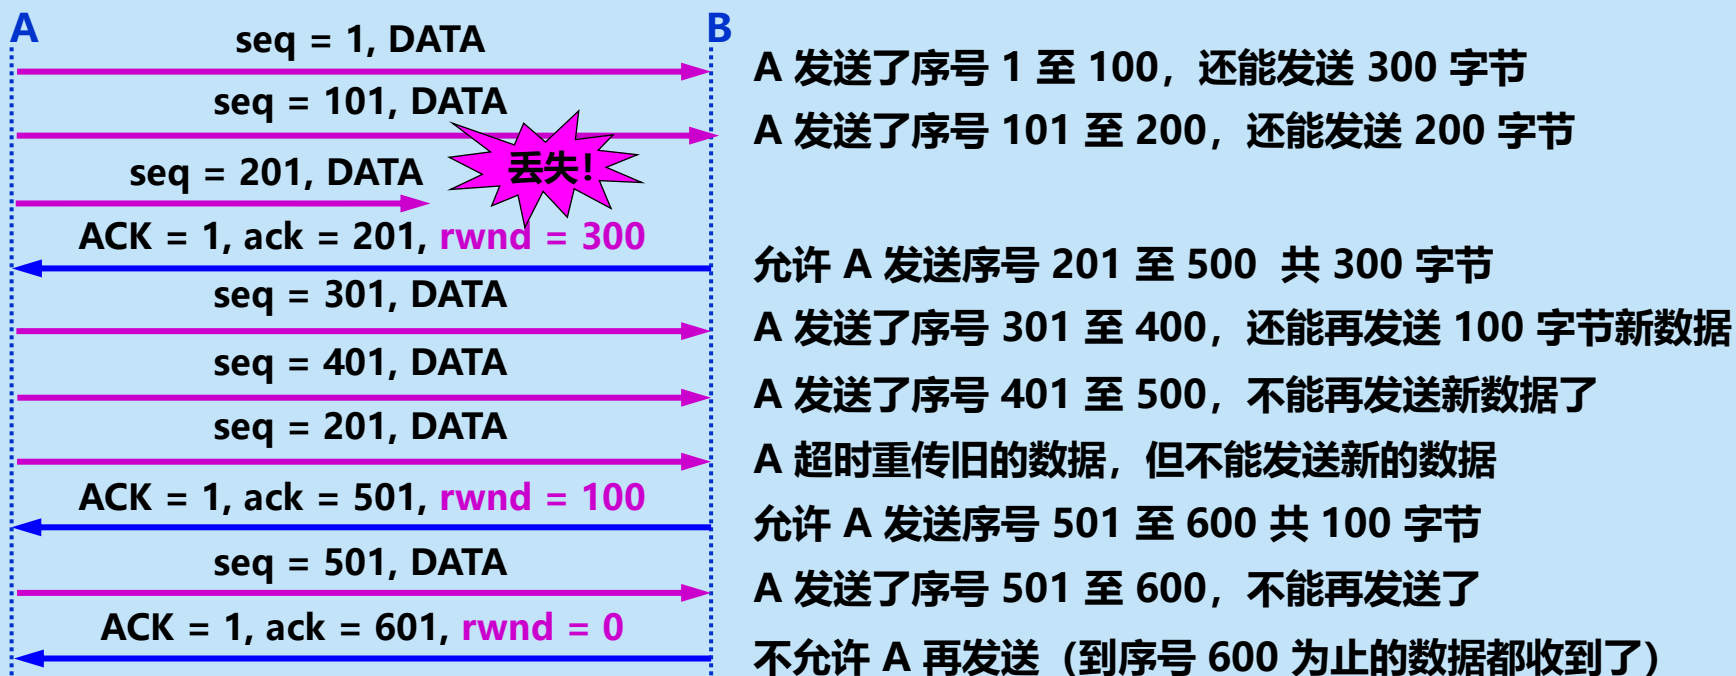 A B
seq = 1, DATA
A 发送了序号 1 至 100，还能发送 300 字节
seq = 101, DATA
A 发送了序号 101 至 200，还能发送 200 字节
丢失！
seq = 201, DATA
ACK = 1, ack = 201, rwnd = 300
允许 A 发送序号 201 至 500 共 300 字节
seq = 301, DATA
A 发送了序号 301 至 400，还能再发送 100 字节新数据
seq = 401, DATA
A 发送了序号 401 至 500，不能再发送新数据了
seq = 201, DATA
A 超时重传旧的数据，但不能发送新的数据
ACK = 1, ack = 501, rwnd = 100
允许 A 发送序号 501 至 600 共 100 字节
seq = 501, DATA
A 发送了序号 501 至 600，不能再发送了
ACK = 1, ack = 601, rwnd = 0
不允许 A 再发送（到序号 600 为止的数据都收到了）